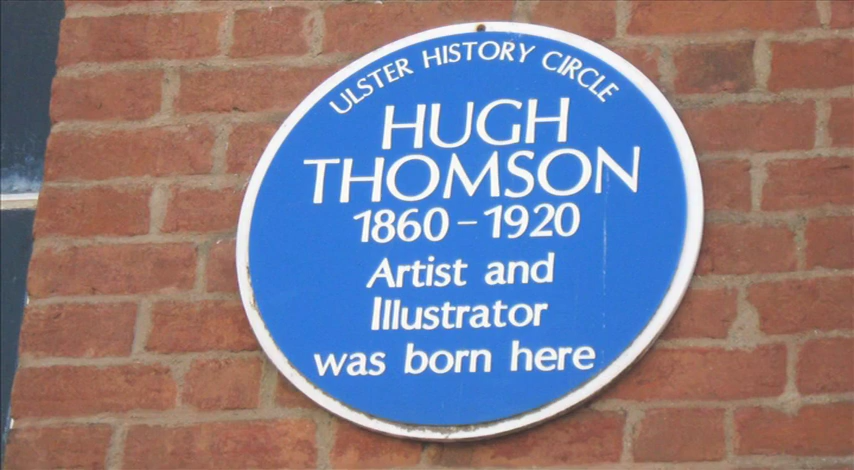 ULSTER HISTORY CIRCLE
HUGH
THOMSON
1860 – 1920
Artist and
Illustrator
was born here